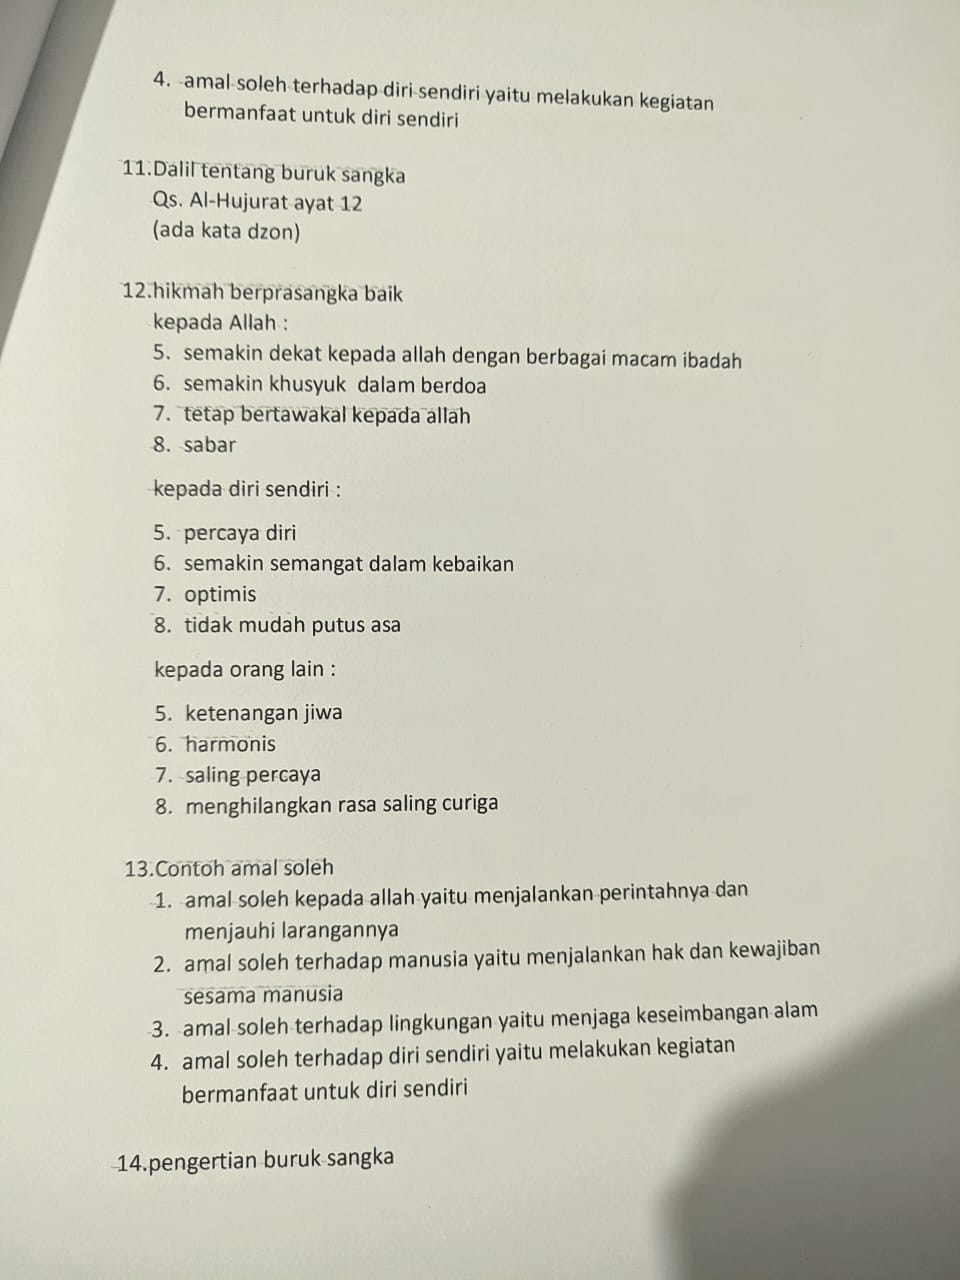 4. amal soleh terhadap diri sendiri yaitu melakukan kegiatan
bermanfaat untuk diri sendiri
11.Dalil tentang buruk sangka
Qs. Al-Hujurat ayat 12
(ada kata dzon)
12.hikmah berprasangka baik
kepada Allah :
5. semakin dekat kepada allah dengan berbagai macam ibadah
6. semakin khusyuk dalam berdoa
7. tetap bertawakal kepada allah
8. sabar
kepada diri sendiri :
5. percaya diri
6. semakin semangat dalam kebaikan
7. optimis
8. tidak mudah putus asa
kepada orang lain :
5. ketenangan jiwa
6. harmonis
7. saling percaya
8. menghilangkan rasa saling curiga
13.Contoh amal soleh
1. amal soleh kepada allah yaitu menjalankan perintahnya dan
menjauhi larangannya
2. amal soleh terhadap manusia yaitu menjalankan hak dan kewajiban
sesama manusia
3. amal soleh terhadap lingkungan yaitu menjaga keseimbangan alam
4. amal soleh terhadap diri sendiri yaitu melakukan kegiatan
bermanfaat untuk diri sendiri
14.pengertian buruk sangka